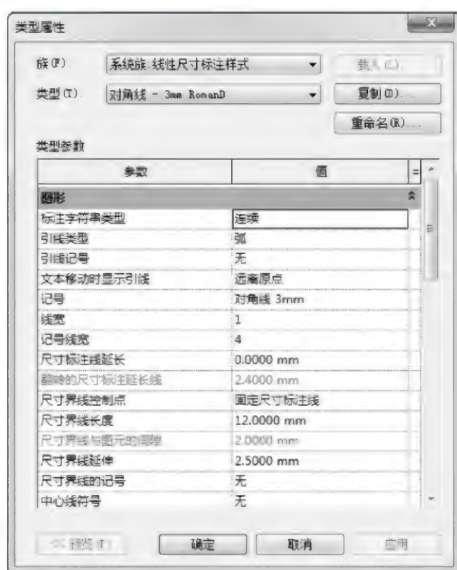 类型属性
族(F): 系统族:线性尺寸标注样式 载入(L)...
类型(T): 对角线 - 3mm RomanD 复制(D)...
重命名(R)...
类型参数
参数 值 =
图形
标注字符串类型 连续
引线类型 弧
引线记号 无
文本移动时显示引线 远离原点
记号 对角线 3mm
线宽 1
记号线宽 4
尺寸标注线延长 0.0000 mm
翻转的尺寸标注延长线 2.4000 mm
尺寸界线控制点 固定尺寸标注线
尺寸界线长度 12.0000 mm
尺寸界线与图元的间隙 2.0000 mm
尺寸界线延伸 2.5000 mm
尺寸界线的记号 无
中心线符号 无
<< 预览(P) 确定 取消 应用